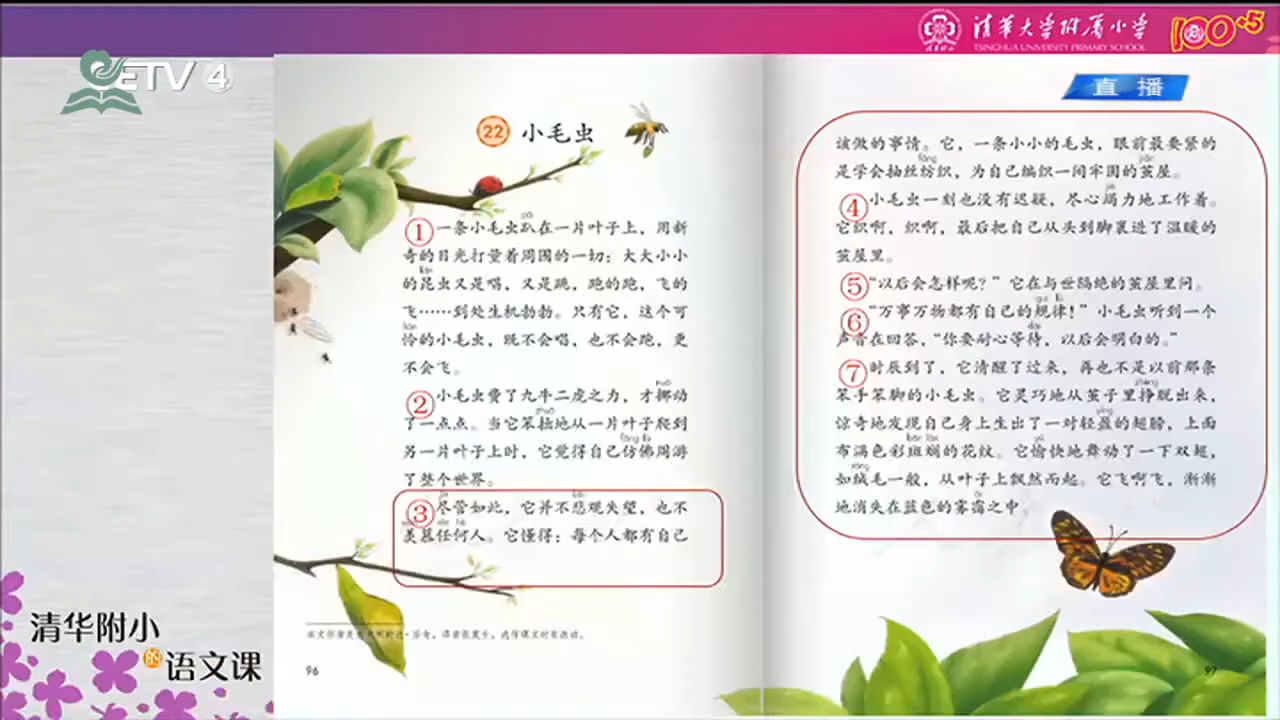 CETV 4
清华大学附属小学
TSINGHUA UNIVERSITY PRIMARY SCHOOL
100+5
直播
22 小毛虫
① 一条小毛虫趴在一片叶子上，用新
奇的目光打量着周围的一切：大大小小
的昆虫又是唱，又是跳，跑的跑，飞的
飞……到处生机勃勃。只有它，这个可
怜的小毛虫，既不会唱，也不会跑，更
不会飞。
② 小毛虫费了九牛二虎之力，才挪动
了一点点。当它笨拙地从一片叶子爬到
另一片叶子上时，它觉得自己仿佛周游
了整个世界。
③ 尽管如此，它并不悲观失望，也不
羡慕任何人。它懂得：每个人都有自己
96
该做的事情。它，一条小小的毛虫，眼前最要紧的
是学会抽丝纺织，为自己编织一间牢固的茧屋。
④ 小毛虫一刻也没有迟疑，尽心竭力地工作着。
它织啊，织啊，最后把自己从头到脚裹进了温暖的
茧屋里。
⑤ “以后会怎样呢？”它在与世隔绝的茧屋里问。
⑥ “万事万物都有自己的规律！”小毛虫听到一个
声音在回答，“你要耐心等待，以后会明白的。”
⑦ 时辰到了，它清醒了过来，再也不是以前那条
笨手笨脚的小毛虫。它灵巧地从茧子里挣脱出来，
惊奇地发现自己身上生出了一对轻盈的翅膀，上面
布满色彩斑斓的花纹。它愉快地舞动了一下双翅，
如绒毛一般，从叶子上飘然而起。它飞啊飞，渐渐
地消失在蓝色的雾霭之中。
97
清华附小
的语文课